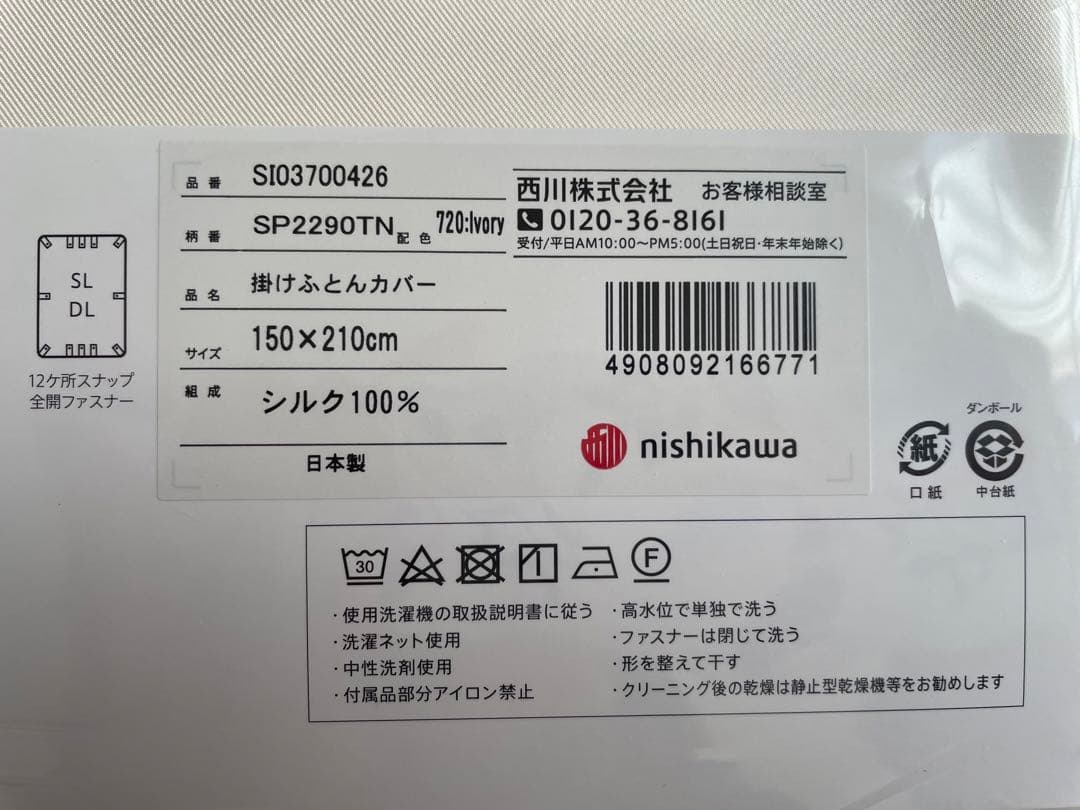 品番 SI03700426
柄番 SP2290TN 配色 720:Ivory
品名 掛けふとんカバー
サイズ 150×210cm
組成 シルク100%
日本製
西川株式会社 お客様相談室
0120-36-8161
受付/平日AM10:00～PM5:00(土日祝日・年末年始除く)
4908092166771
西川 nishikawa
SL
DL
12ケ所スナップ
全開ファスナー
紙
口紙
ダンボール
中台紙
30
F
・使用洗濯機の取扱説明書に従う
・洗濯ネット使用
・中性洗剤使用
・付属品部分アイロン禁止
・高水位で単独で洗う
・ファスナーは閉じて洗う
・形を整えて干す
・クリーニング後の乾燥は静止型乾燥機等をお勧めします